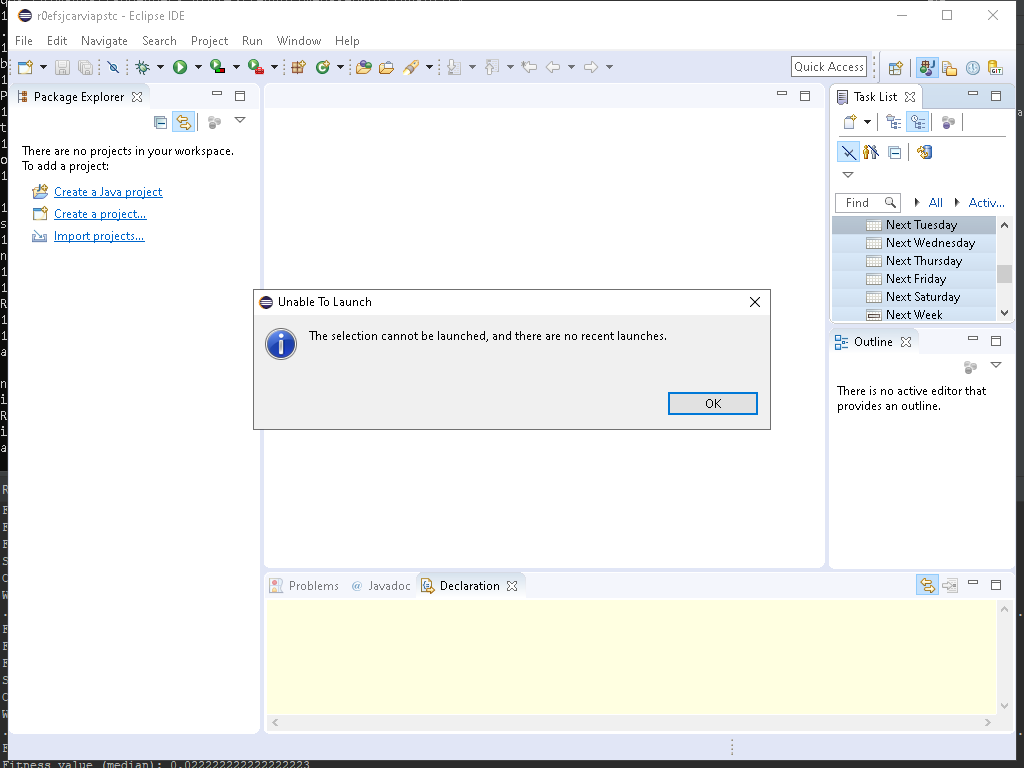 r0efsjcarviapstc - Eclipse IDE
File Edit Navigate Search Project Run Window Help
Quick Access
Package Explorer
There are no projects in your workspace.
To add a project:
Create a Java project
Create a project...
Import projects...
Task List
Find
All
Activ...
Next Tuesday
Next Wednesday
Next Thursday
Next Friday
Next Saturday
Next Week
Unable To Launch
The selection cannot be launched, and there are no recent launches.
OK
Outline
There is no active editor that
provides an outline.
Problems @ Javadoc Declaration
Fitness value (median): 0.022222222222222223